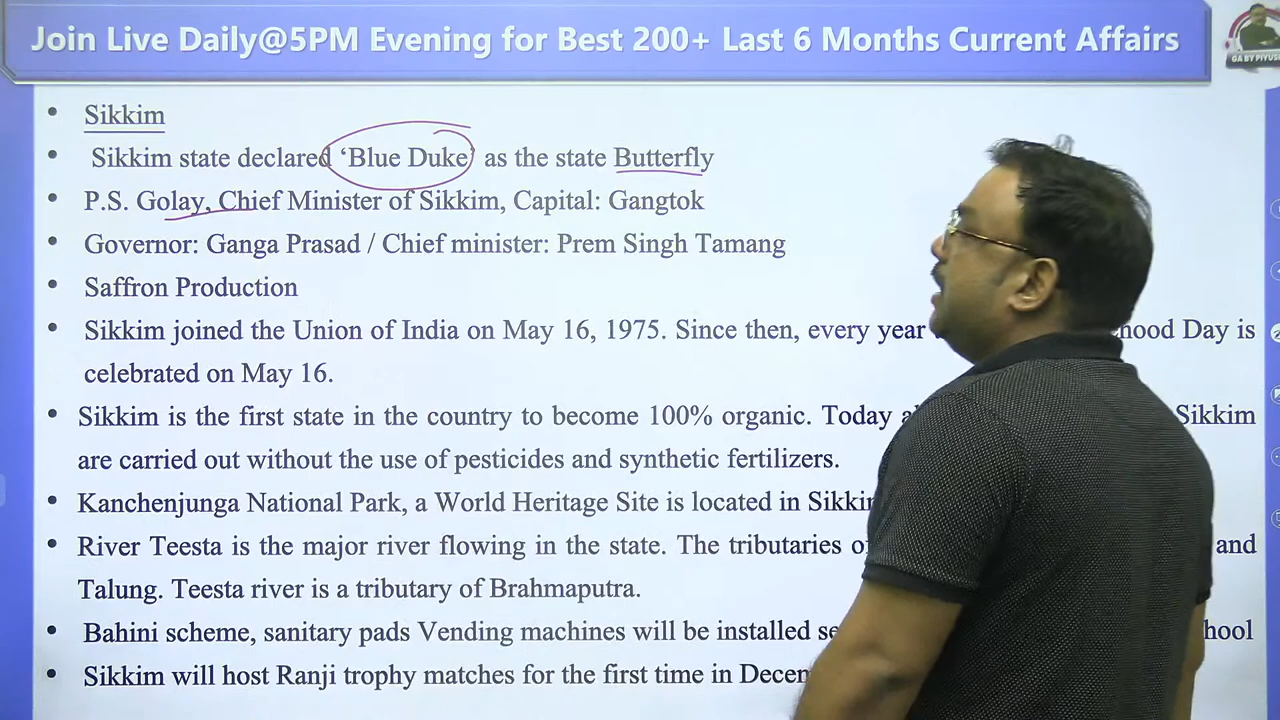 Join Live Daily@5PM Evening for Best 200+ Last 6 Months Current Affairs
GA BY PIYUSH
• Sikkim
• Sikkim state declared ‘Blue Duke’ as the state Butterfly
• P.S. Golay, Chief Minister of Sikkim, Capital: Gangtok
• Governor: Ganga Prasad / Chief minister: Prem Singh Tamang
• Saffron Production
• Sikkim joined the Union of India on May 16, 1975. Since then, every year hood Day is
celebrated on May 16.
• Sikkim is the first state in the country to become 100% organic. Today Sikkim
are carried out without the use of pesticides and synthetic fertilizers.
• Kanchenjunga National Park, a World Heritage Site is located in
• River Teesta is the major river flowing in the state. The tributaries and
Talung. Teesta river is a tributary of Brahmaputra.
• Bahini scheme, sanitary pads Vending machines will be installed hool
• Sikkim will host Ranji trophy matches for the first time in